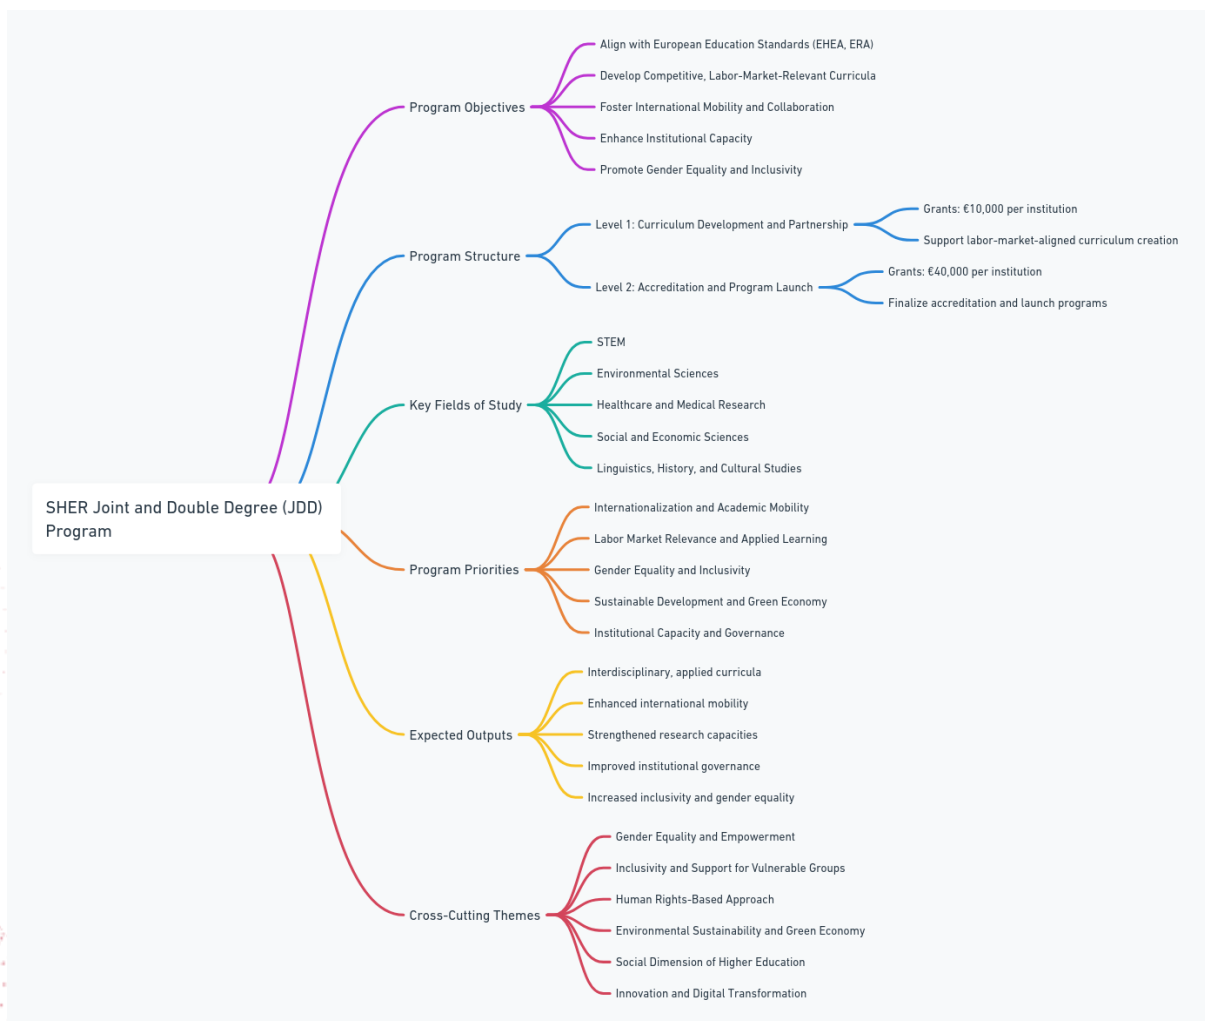 Align with European Education Standards (EHEA, ERA)
Develop Competitive, Labor-Market-Relevant Curricula
Program Objectives
Foster International Mobility and Collaboration
Enhance Institutional Capacity
Promote Gender Equality and Inclusivity
Grants: €10,000 per institution
Level 1: Curriculum Development and Partnership
Support labor-market-aligned curriculum creation
Program Structure
Grants: €40,000 per institution
Level 2: Accreditation and Program Launch
Finalize accreditation and launch programs
STEM
Environmental Sciences
Key Fields of Study
Healthcare and Medical Research
Social and Economic Sciences
Linguistics, History, and Cultural Studies
SHER Joint and Double Degree (JDD)
Program
Internationalization and Academic Mobility
Labor Market Relevance and Applied Learning
Program Priorities
Gender Equality and Inclusivity
Sustainable Development and Green Economy
Institutional Capacity and Governance
Interdisciplinary, applied curricula
Enhanced international mobility
Expected Outputs
Strengthened research capacities
Improved institutional governance
Increased inclusivity and gender equality
Gender Equality and Empowerment
Inclusivity and Support for Vulnerable Groups
Human Rights-Based Approach
Cross-Cutting Themes
Environmental Sustainability and Green Economy
Social Dimension of Higher Education
Innovation and Digital Transformation